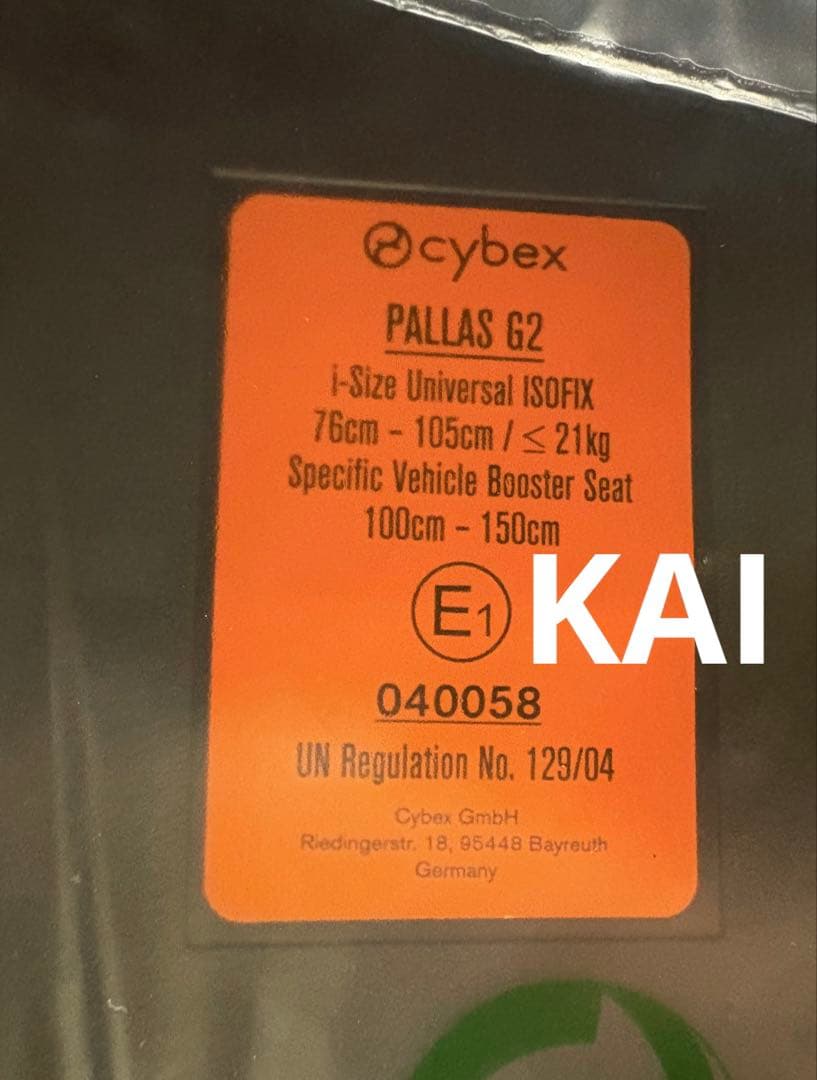 cybex
PALLAS G2
i-Size Universal ISOFIX
76cm - 105cm / ≤ 21kg
Specific Vehicle Booster Seat
100cm - 150cm
E1
KAI
040058
UN Regulation No. 129/04
Cybex GmbH
Riedingerstr. 18, 95448 Bayreuth
Germany